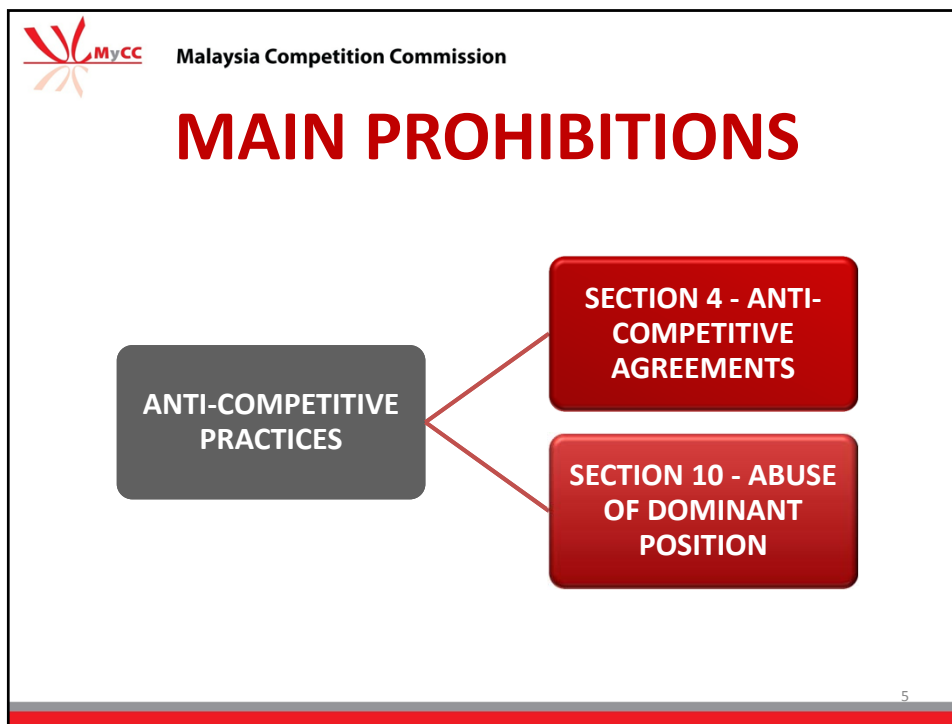 MyCC
Malaysia Competition Commission
MAIN PROHIBITIONS
ANTI-COMPETITIVE
PRACTICES
SECTION 4 - ANTI-
COMPETITIVE
AGREEMENTS
SECTION 10 - ABUSE
OF DOMINANT
POSITION
5